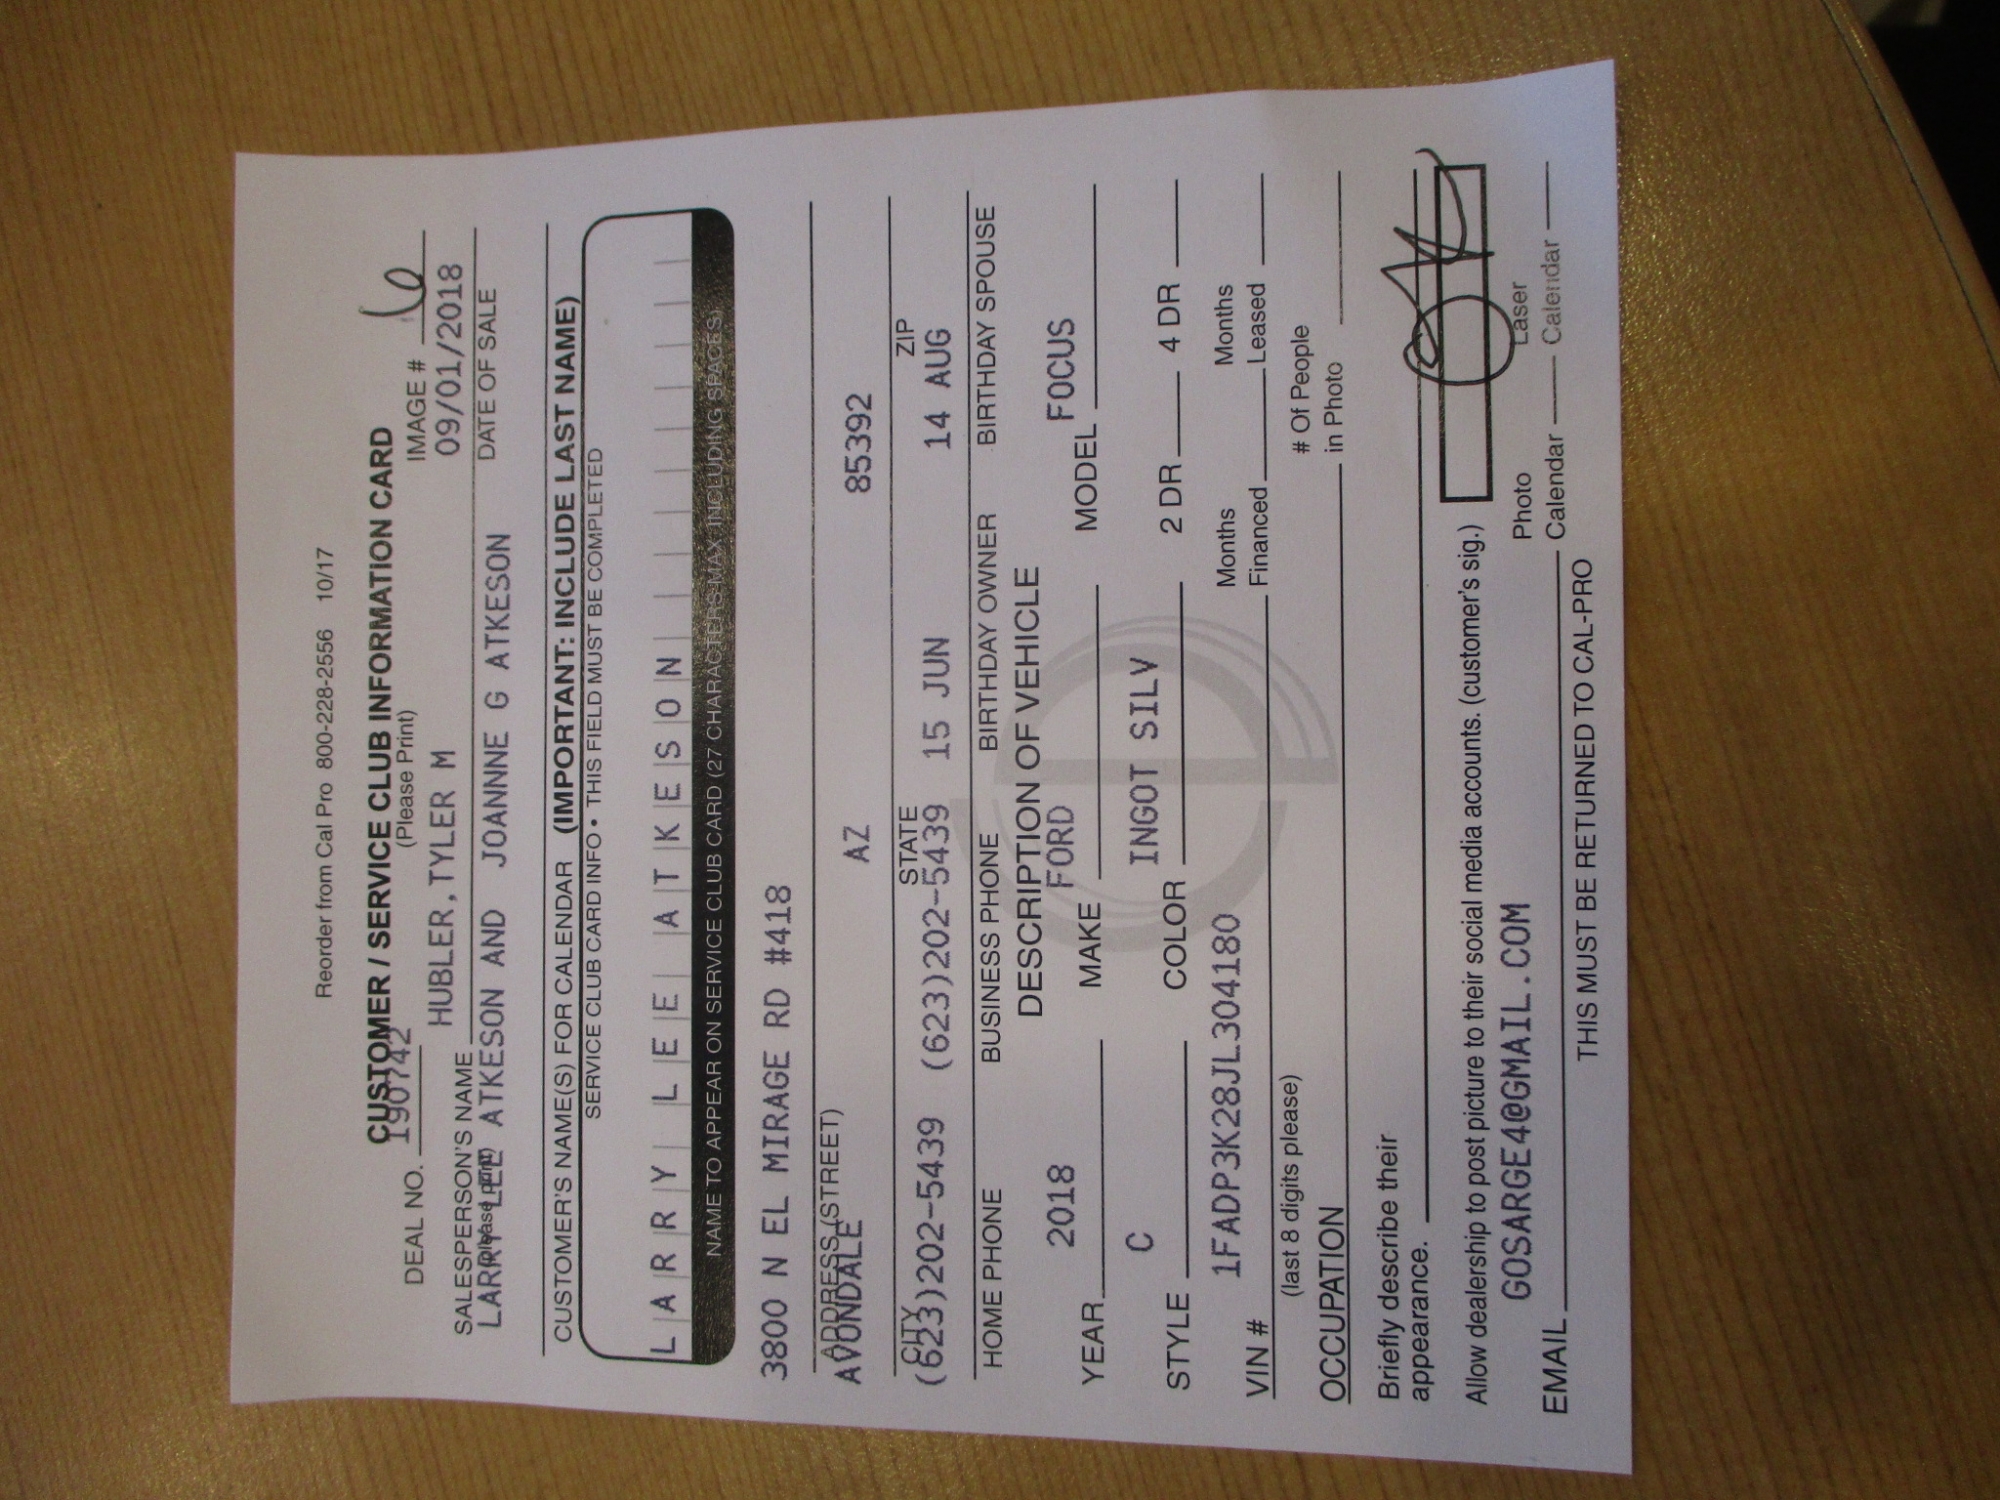 Reorder from Cal Pro 800-228-2556 10/17
CUSTOMER / SERVICE CLUB INFORMATION CARD
(Please Print)
DEAL NO. 190742 IMAGE # 16
HUBLER,TYLER M 09/01/2018
SALESPERSON'S NAME DATE OF SALE
(please print)
LARRY LEE ATKESON AND JOANNE G ATKESON
CUSTOMER'S NAME(S) FOR CALENDAR (IMPORTANT: INCLUDE LAST NAME)
SERVICE CLUB CARD INFO • THIS FIELD MUST BE COMPLETED
LARRY LEE ATKESON
NAME TO APPEAR ON SERVICE CLUB CARD (27 CHARACTERS MAX, INCLUDING SPACES)
3800 N EL MIRAGE RD #418
ADDRESS (STREET)
AVONDALE AZ 85392
CITY STATE ZIP
(623)202-5439 (623)202-5439 15 JUN 14 AUG
HOME PHONE BUSINESS PHONE BIRTHDAY OWNER BIRTHDAY SPOUSE
DESCRIPTION OF VEHICLE
2018 FORD FOCUS
YEAR MAKE MODEL
C INGOT SILV
STYLE COLOR 2 DR 4 DR
1FADP3K28JL304180 Months Months
VIN # Financed Leased
(last 8 digits please) # Of People
OCCUPATION in Photo
Briefly describe their
appearance.
Allow dealership to post picture to their social media accounts. (customer's sig.)
GOSARGE4@GMAIL.COM Photo Laser
EMAIL Calendar Calendar
THIS MUST BE RETURNED TO CAL-PRO